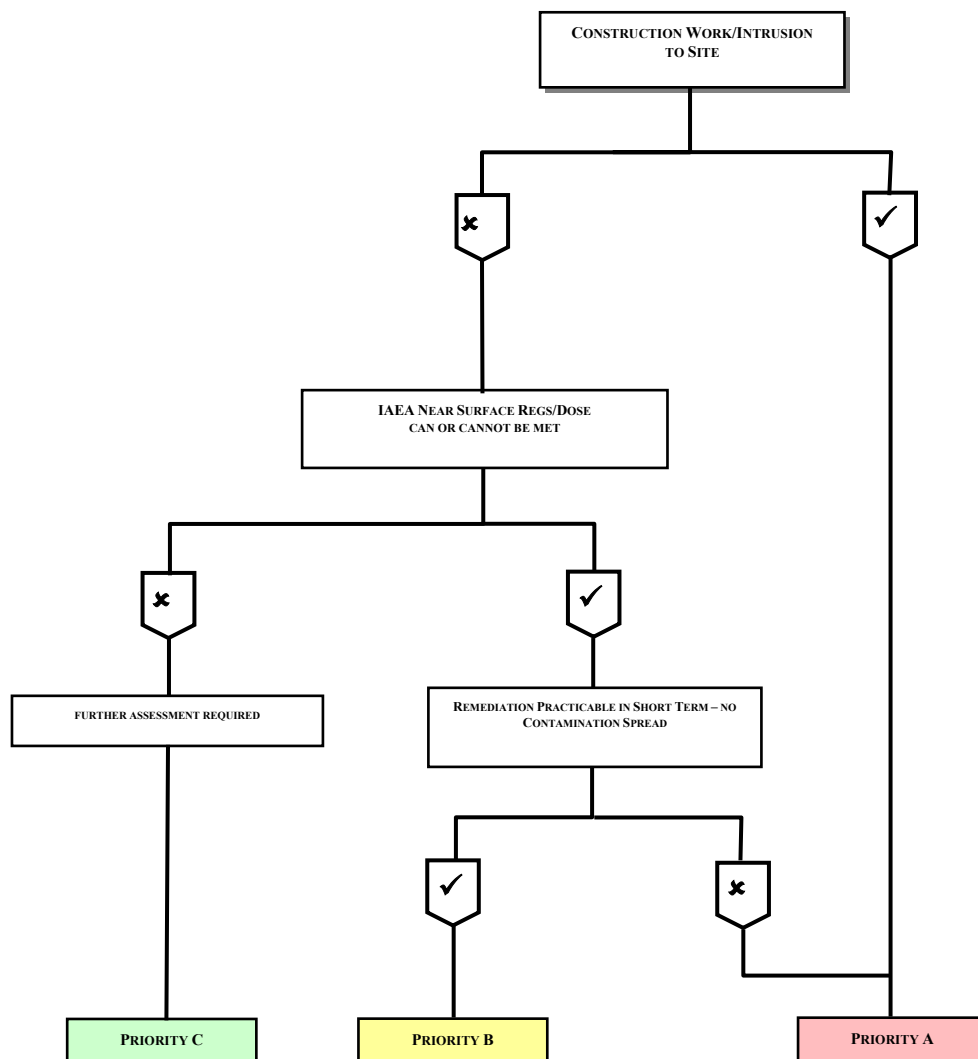 CONSTRUCTION WORK/INTRUSION
TO SITE
✘
✓
IAEA NEAR SURFACE REGS/DOSE
CAN OR CANNOT BE MET
✘
✓
FURTHER ASSESSMENT REQUIRED
REMEDIATION PRACTICABLE IN SHORT TERM – NO
CONTAMINATION SPREAD
✓
✘
PRIORITY C
PRIORITY B
PRIORITY A